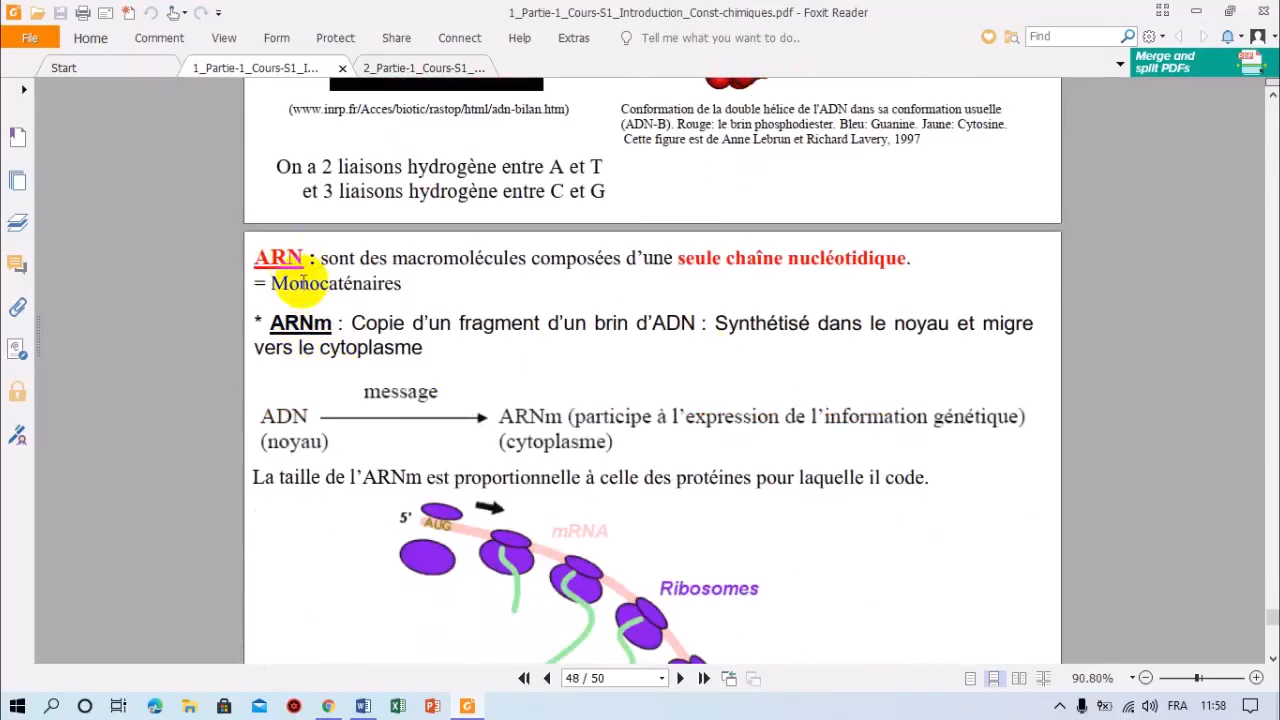 1_Partie-1_Cours-S1_Introduction_Const-chimiques.pdf - Foxit Reader
File Home Comment View Form Protect Share Connect Help Extras Tell me what you want to do.. Find
Start 1_Partie-1_Cours-S1_I... 2_Partie-1_Cours-S1_...
Merge and
split PDFs
(www.inrp.fr/Acces/biotic/rastop/html/adn-bilan.htm)
Conformation de la double hélice de l'ADN dans sa conformation usuelle
(ADN-B). Rouge: le brin phosphodiester. Bleu: Guanine. Jaune: Cytosine.
Cette figure est de Anne Lebrun et Richard Lavery, 1997
On a 2 liaisons hydrogène entre A et T
et 3 liaisons hydrogène entre C et G
ARN : sont des macromolécules composées d'une seule chaîne nucléotidique.
= Monocaténaires
* ARNm : Copie d'un fragment d'un brin d'ADN : Synthétisé dans le noyau et migre
vers le cytoplasme
message
ADN ARNm (participe à l'expression de l'information génétique)
(noyau) (cytoplasme)
La taille de l'ARNm est proportionnelle à celle des protéines pour laquelle il code.
5'
AUG
mRNA
Ribosomes
48 / 50
90.80%
FR 11:58